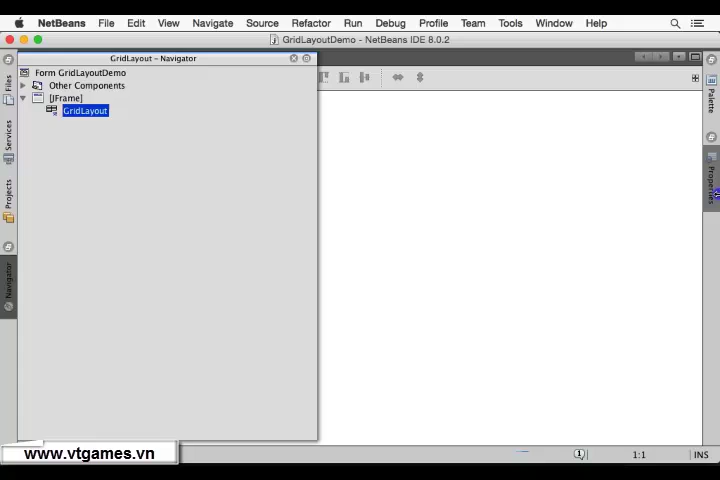 NetBeans File Edit View Navigate Source Refactor Run Debug Profile Team Tools Window Help
GridLayoutDemo - NetBeans IDE 8.0.2
GridLayout - Navigator
Form GridLayoutDemo
Other Components
[JFrame]
GridLayout
Files
Services
Projects
Navigator
Palette
Properties
www.vtgames.vn
1
1:1
INS